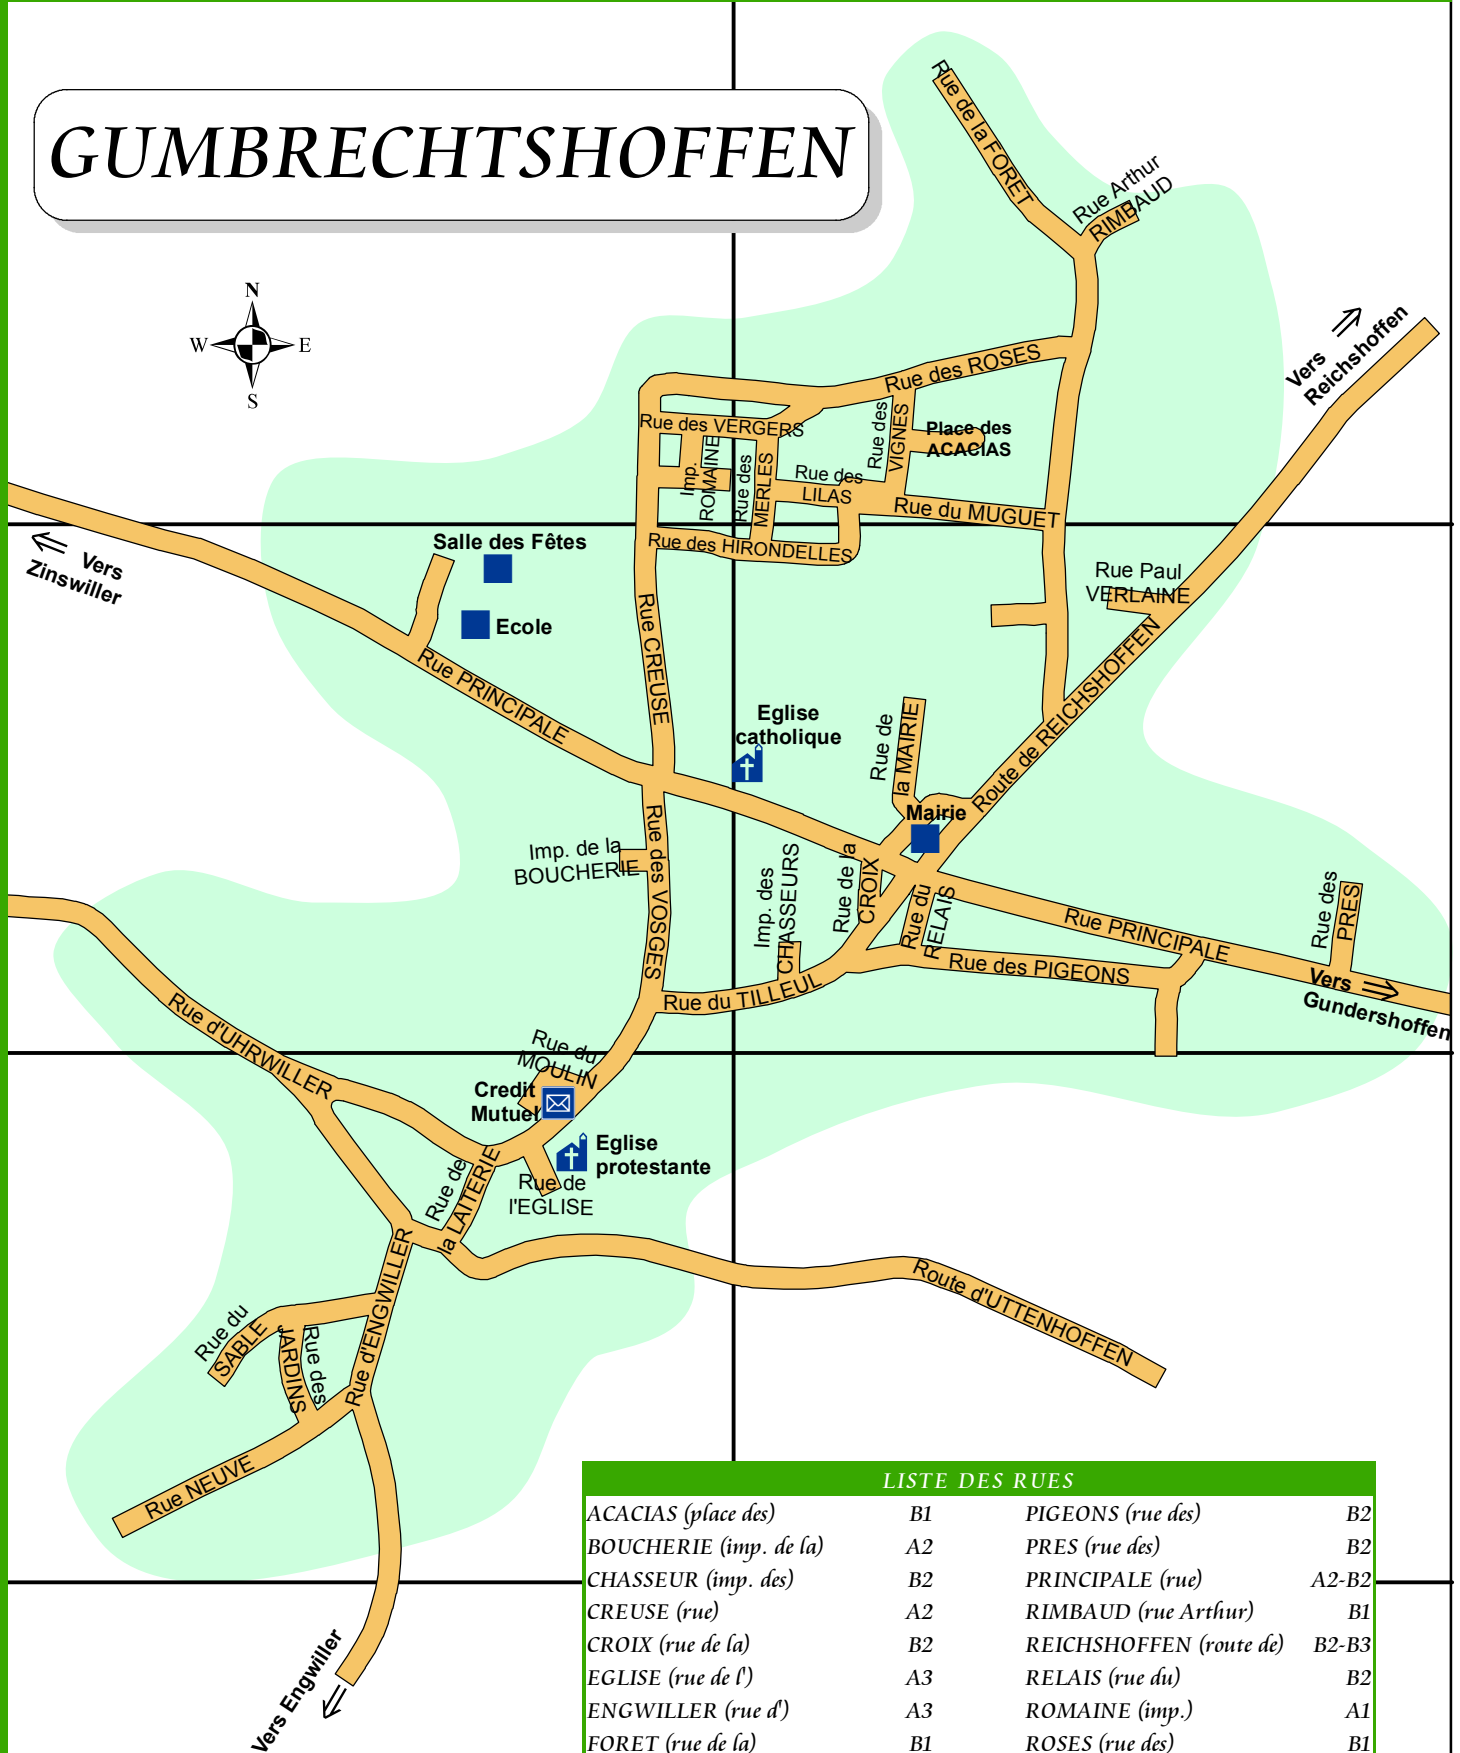 GUMBRECHTSHOFFEN
N
W
E
S
Rue de la FORET
Rue Arthur
RIMBAUD
Vers
Reichshoffen
Rue des ROSES
Rue des VERGERS
Rue des
VIGNES
Place des
ACACIAS
Imp.
ROMAINE
Rue des
MERLES
Rue des
LILAS
Rue du MUGUET
Rue des HIRONDELLES
Salle des Fêtes
Vers
Zinswiller
Ecole
Rue Paul
VERLAINE
Rue CREUSE
Rue PRINCIPALE
Route de REICHSHOFFEN
Eglise
catholique
Rue de
la MAIRIE
Mairie
Imp. de la
BOUCHERIE
Rue des VOSGES
Imp. des
CHASSEURS
Rue de la
CROIX
Rue du
RELAIS
Rue PRINCIPALE
Rue des
PRES
Rue des PIGEONS
Vers
Gundershoffen
Rue du TILLEUL
Rue d'UHRWILLER
Rue du
MOULIN
Credit
Mutuel
Eglise
protestante
Rue de
l'EGLISE
Rue de
la LAITERIE
Rue d'ENGWILLER
Route d'UTTENHOFFEN
Rue du
SABLE
Rue des
JARDINS
Rue NEUVE
Vers Engwiller
LISTE DES RUES
ACACIAS (place des) B1 PIGEONS (rue des) B2
BOUCHERIE (imp. de la) A2 PRES (rue des) B2
CHASSEUR (imp. des) B2 PRINCIPALE (rue) A2-B2
CREUSE (rue) A2 RIMBAUD (rue Arthur) B1
CROIX (rue de la) B2 REICHSHOFFEN (route de) B2-B3
EGLISE (rue de l') A3 RELAIS (rue du) B2
ENGWILLER (rue d') A3 ROMAINE (imp.) A1
FORET (rue de la) B1 ROSES (rue des) B1